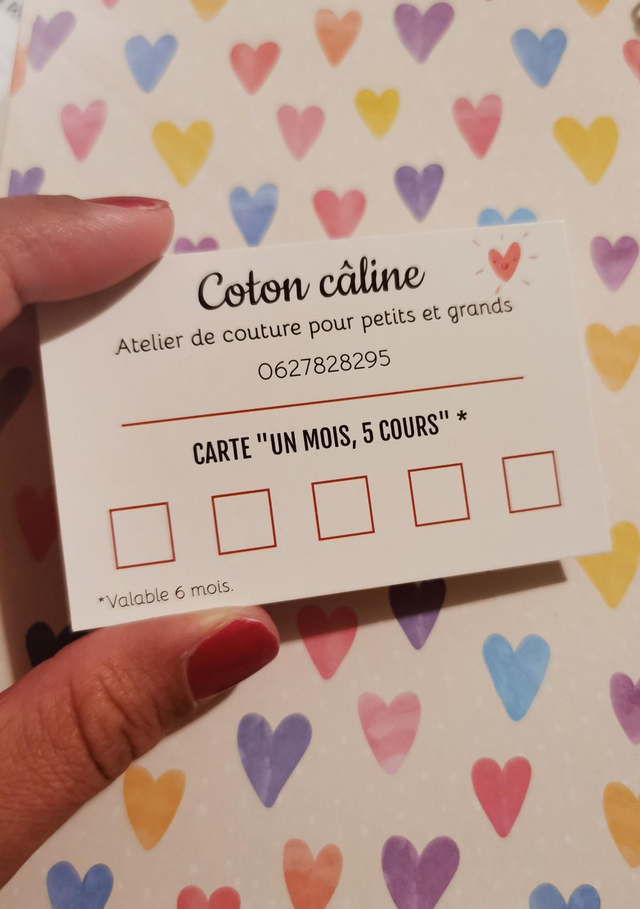 Coton câline
Atelier de couture pour petits et grands
0627828295
CARTE "UN MOIS, 5 COURS" *
*Valable 6 mois.